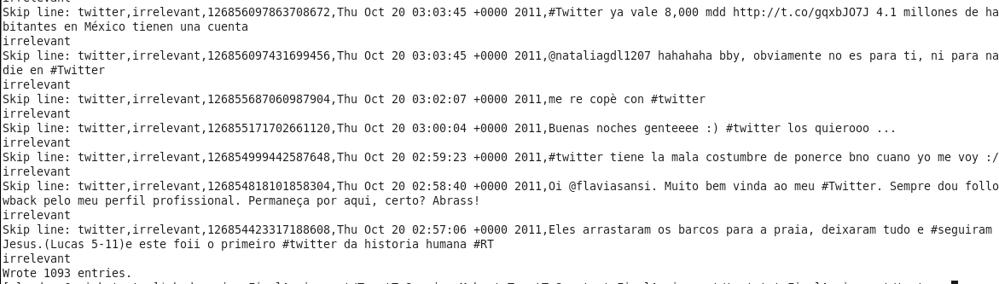 irrelevant
Skip line: twitter,irrelevant,126856097863708672,Thu Oct 20 03:03:45 +0000 2011,#Twitter ya vale 8,000 mdd http://t.co/gqxbJO7J 4.1 millones de ha
bitantes en México tienen una cuenta
irrelevant
Skip line: twitter,irrelevant,126856097431699456,Thu Oct 20 03:03:45 +0000 2011,@nataliagdl1207 hahahaha bby, obviamente no es para ti, ni para na
die en #Twitter
irrelevant
Skip line: twitter,irrelevant,126855687060987904,Thu Oct 20 03:02:07 +0000 2011,me re copè con #twitter
irrelevant
Skip line: twitter,irrelevant,126855171702661120,Thu Oct 20 03:00:04 +0000 2011,Buenas noches genteeee :) #twitter los quierooo ...
irrelevant
Skip line: twitter,irrelevant,126854999442587648,Thu Oct 20 02:59:23 +0000 2011,#twitter tiene la mala costumbre de ponerce bno cuano yo me voy :/
irrelevant
Skip line: twitter,irrelevant,126854818101858304,Thu Oct 20 02:58:40 +0000 2011,Oi @flaviasansi. Muito bem vinda ao meu #Twitter. Sempre dou follo
wback pelo meu perfil profissional. Permaneça por aqui, certo? Abrass!
irrelevant
Skip line: twitter,irrelevant,126854423317188608,Thu Oct 20 02:57:06 +0000 2011,Eles arrastaram os barcos para a praia, deixaram tudo e #seguiram
Jesus.(Lucas 5-11)e este foii o primeiro #twitter da historia humana #RT
irrelevant
Wrote 1093 entries.